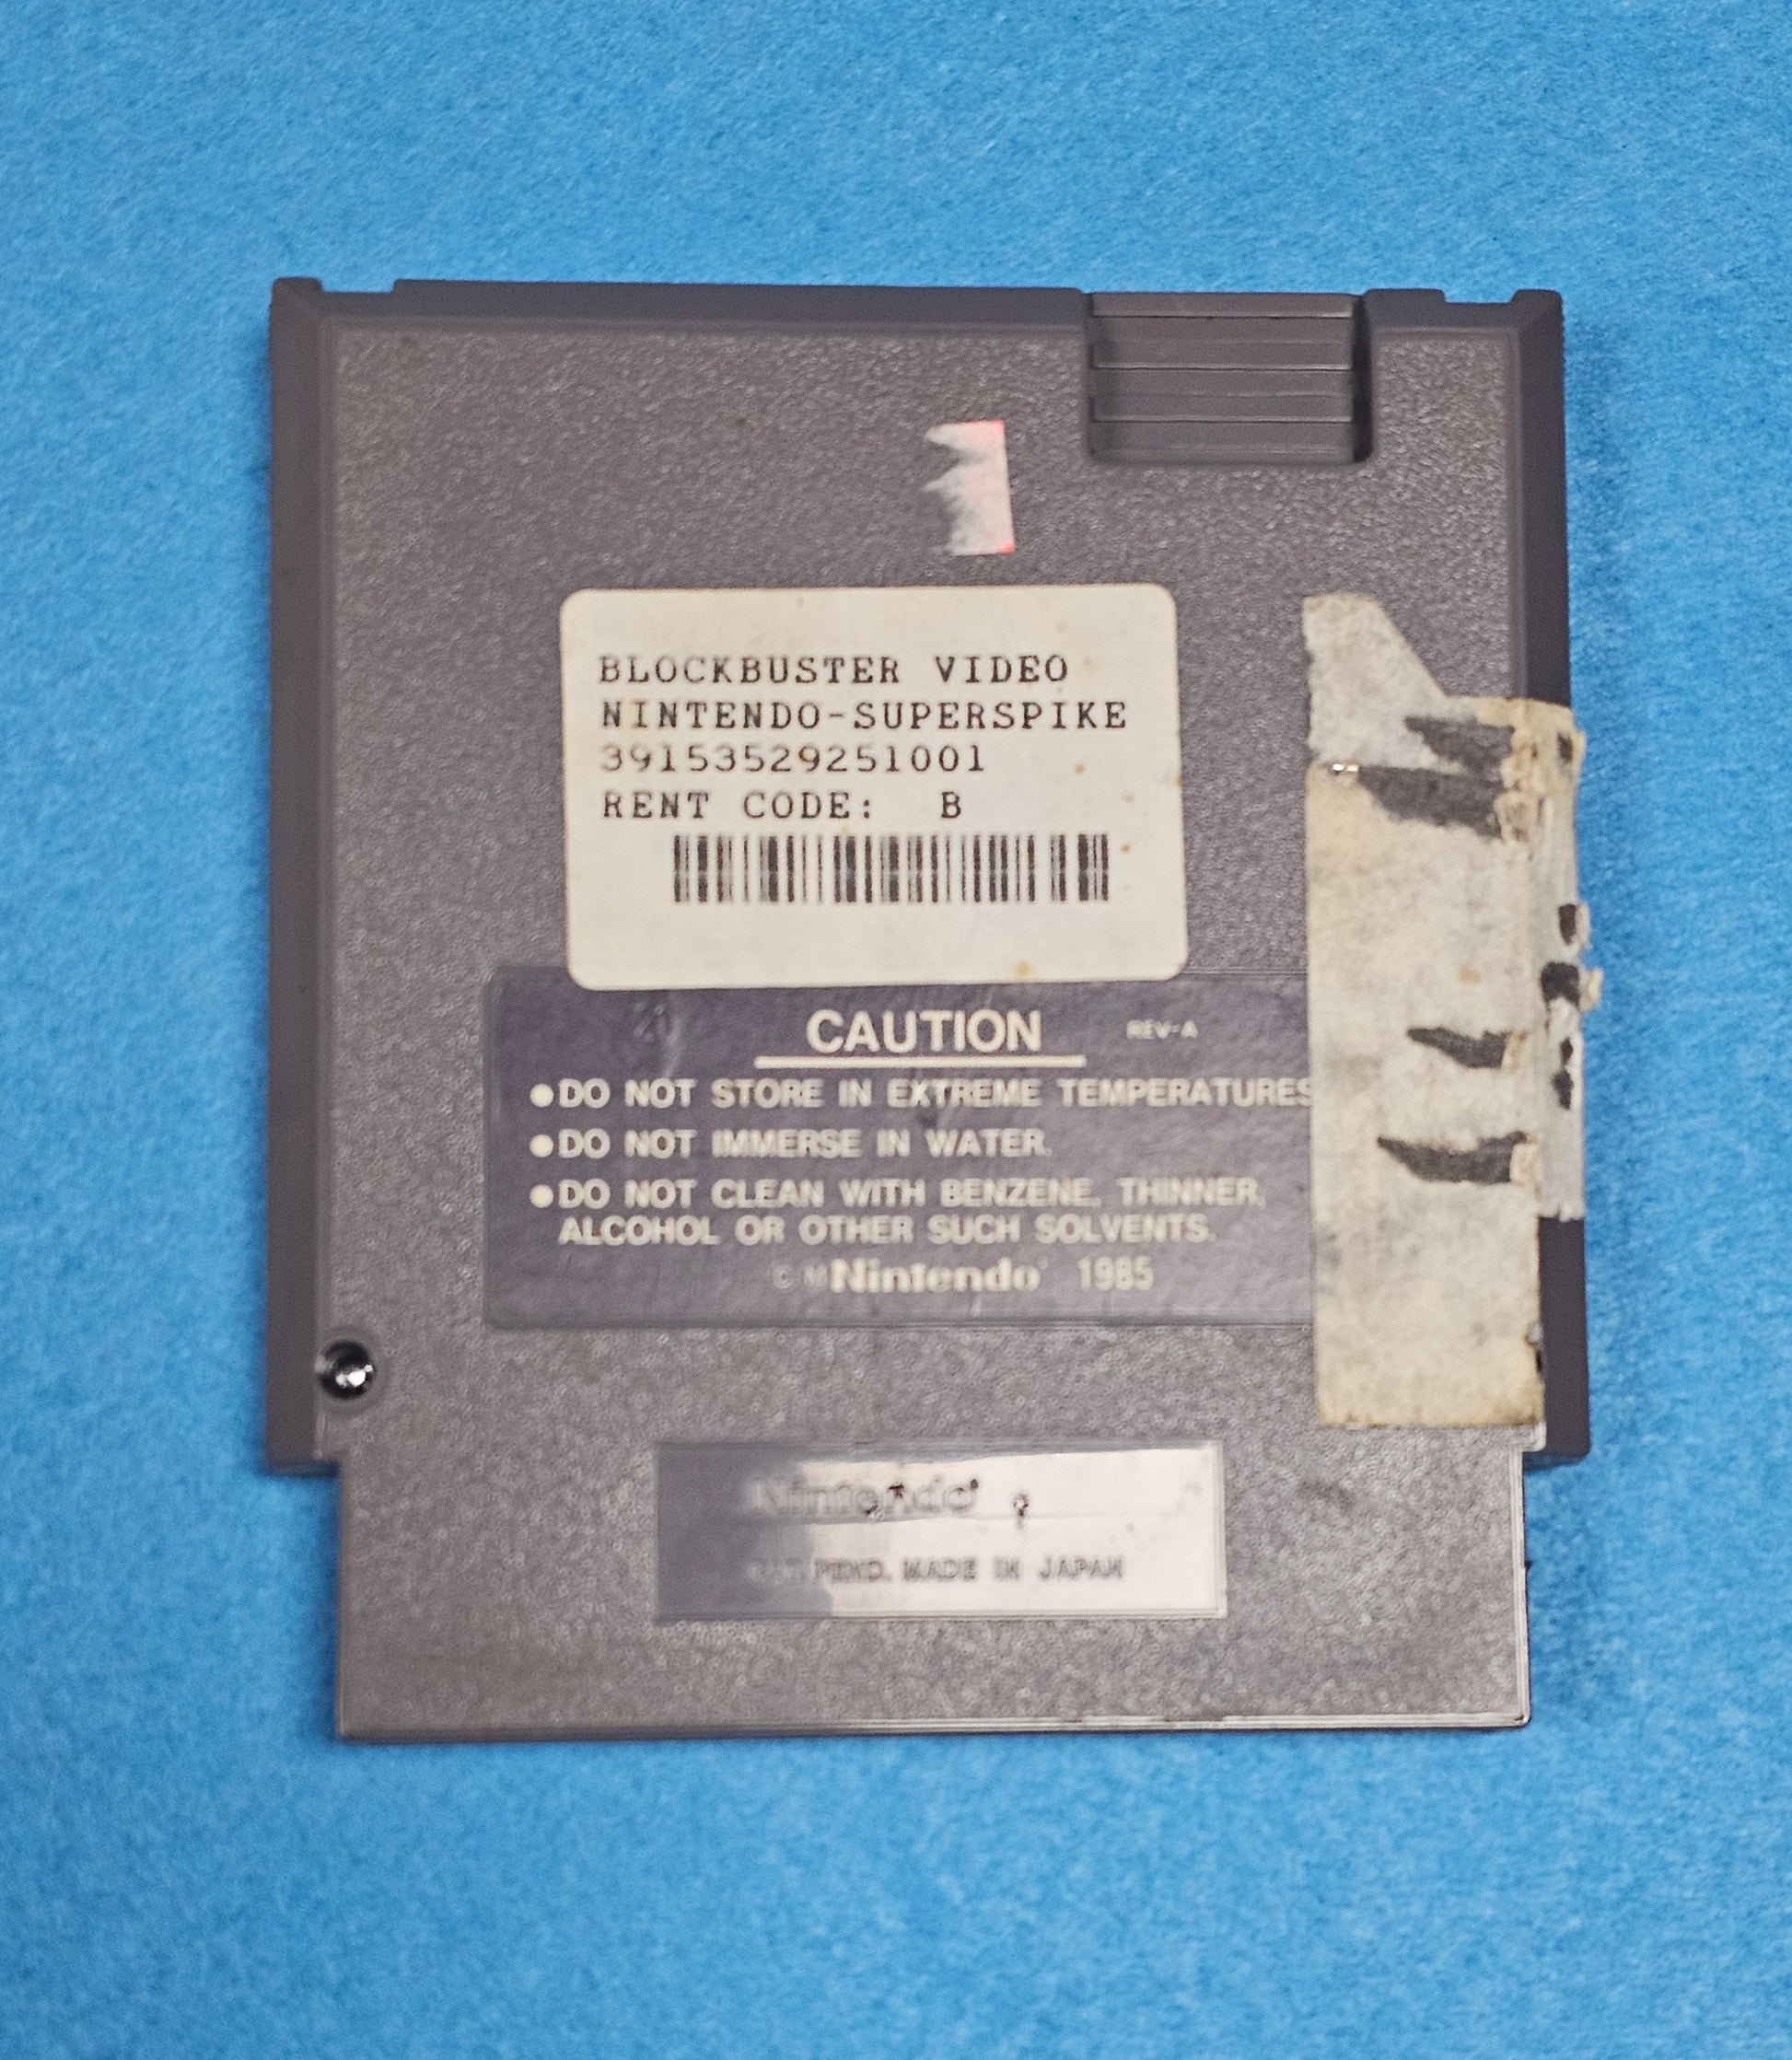 BLOCKBUSTER VIDEO
NINTENDO-SUPERSPIKE
39153529251001
RENT CODE: B
CAUTION REV-A
●DO NOT STORE IN EXTREME TEMPERATURES
●DO NOT IMMERSE IN WATER.
●DO NOT CLEAN WITH BENZENE, THINNER,
ALCOHOL OR OTHER SUCH SOLVENTS.
© Nintendo 1985
Nintendo
PEND. MADE IN JAPAN